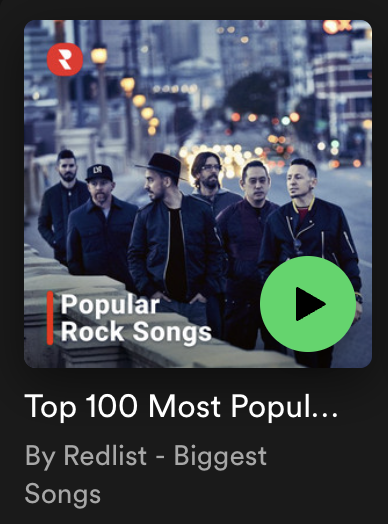 Popular
Rock Songs
Top 100 Most Popul...
By Redlist - Biggest
Songs